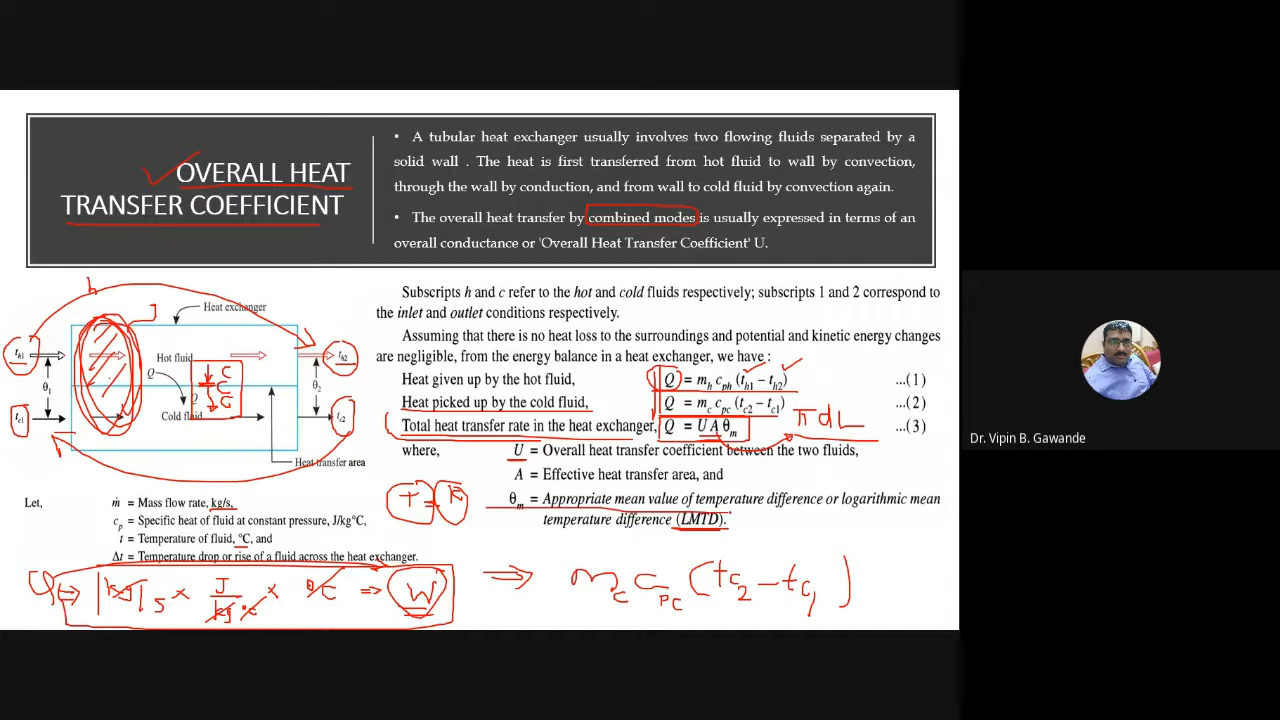 OVERALL HEAT
TRANSFER COEFFICIENT
• A tubular heat exchanger usually involves two flowing fluids separated by a
solid wall . The heat is first transferred from hot fluid to wall by convection,
through the wall by conduction, and from wall to cold fluid by convection again.
• The overall heat transfer by combined modes is usually expressed in terms of an
overall conductance or 'Overall Heat Transfer Coefficient' U.
h
Heat exchanger
t_h1
Hot fluid
t_h2
θ₁
Q
C
C
C
θ₂
Q
t_c1
Cold fluid
t_c2
Heat transfer area
Let,
ṁ = Mass flow rate, kg/s,
c_p = Specific heat of fluid at constant pressure, J/kg°C,
t = Temperature of fluid, °C, and
Δt = Temperature drop or rise of a fluid across the heat exchanger.
Q ⇒ kg/s × J/kg °C × °C ⇒ W
Subscripts h and c refer to the hot and cold fluids respectively; subscripts 1 and 2 correspond to
the inlet and outlet conditions respectively.
Assuming that there is no heat loss to the surroundings and potential and kinetic energy changes
are negligible, from the energy balance in a heat exchanger, we have :
Heat given up by the hot fluid, Q = m_h c_ph (t_h1 − t_h2) ...(1)
Heat picked up by the cold fluid, Q = m_c c_pc (t_c2 − t_c1) ...(2)
Total heat transfer rate in the heat exchanger, Q = U A θ_m ...(3)
π d L
where, U = Overall heat transfer coefficient between the two fluids,
A = Effective heat transfer area, and
T = K
θ_m = Appropriate mean value of temperature difference or logarithmic mean
temperature difference (LMTD).
⇒ m_c c_pc (t_c2 − t_c1)
Dr. Vipin B. Gawande